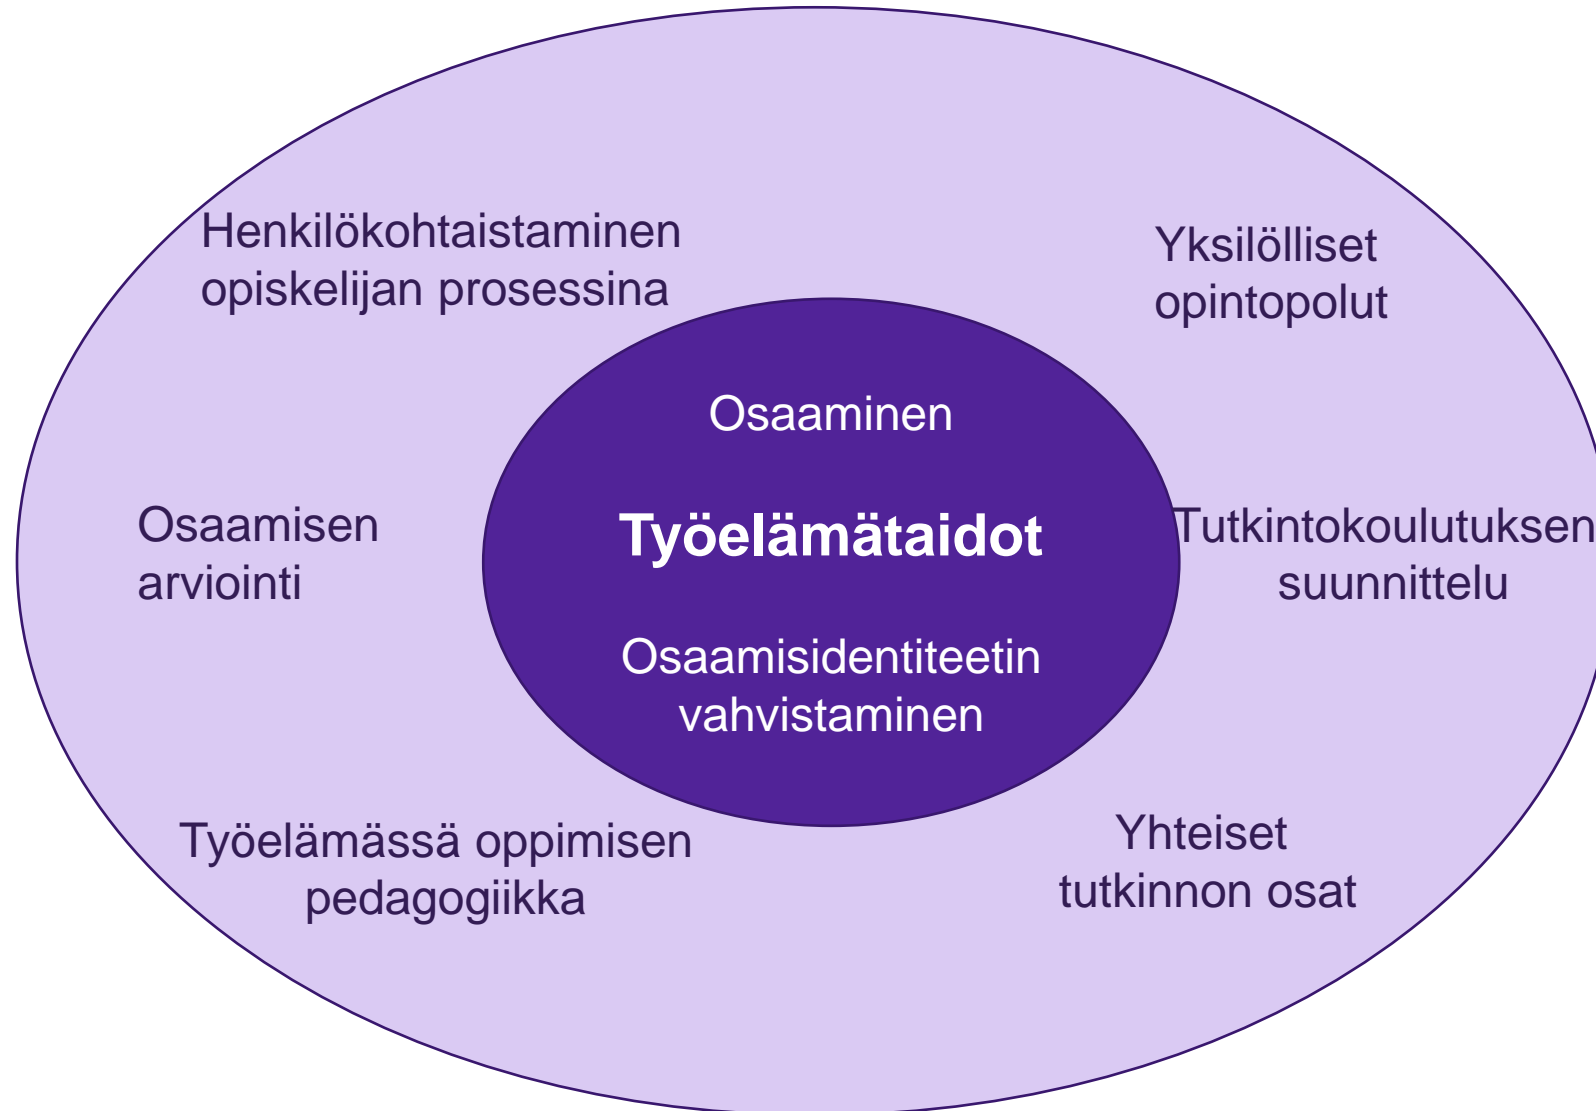 Henkilökohtaistaminen
opiskelijan prosessina
Yksilölliset
opintopolut
Osaaminen
Työelämätaidot
Osaamisidentiteetin
vahvistaminen
Osaamisen
arviointi
Tutkintokoulutuksen
suunnittelu
Työelämässä oppimisen
pedagogiikka
Yhteiset
tutkinnon osat